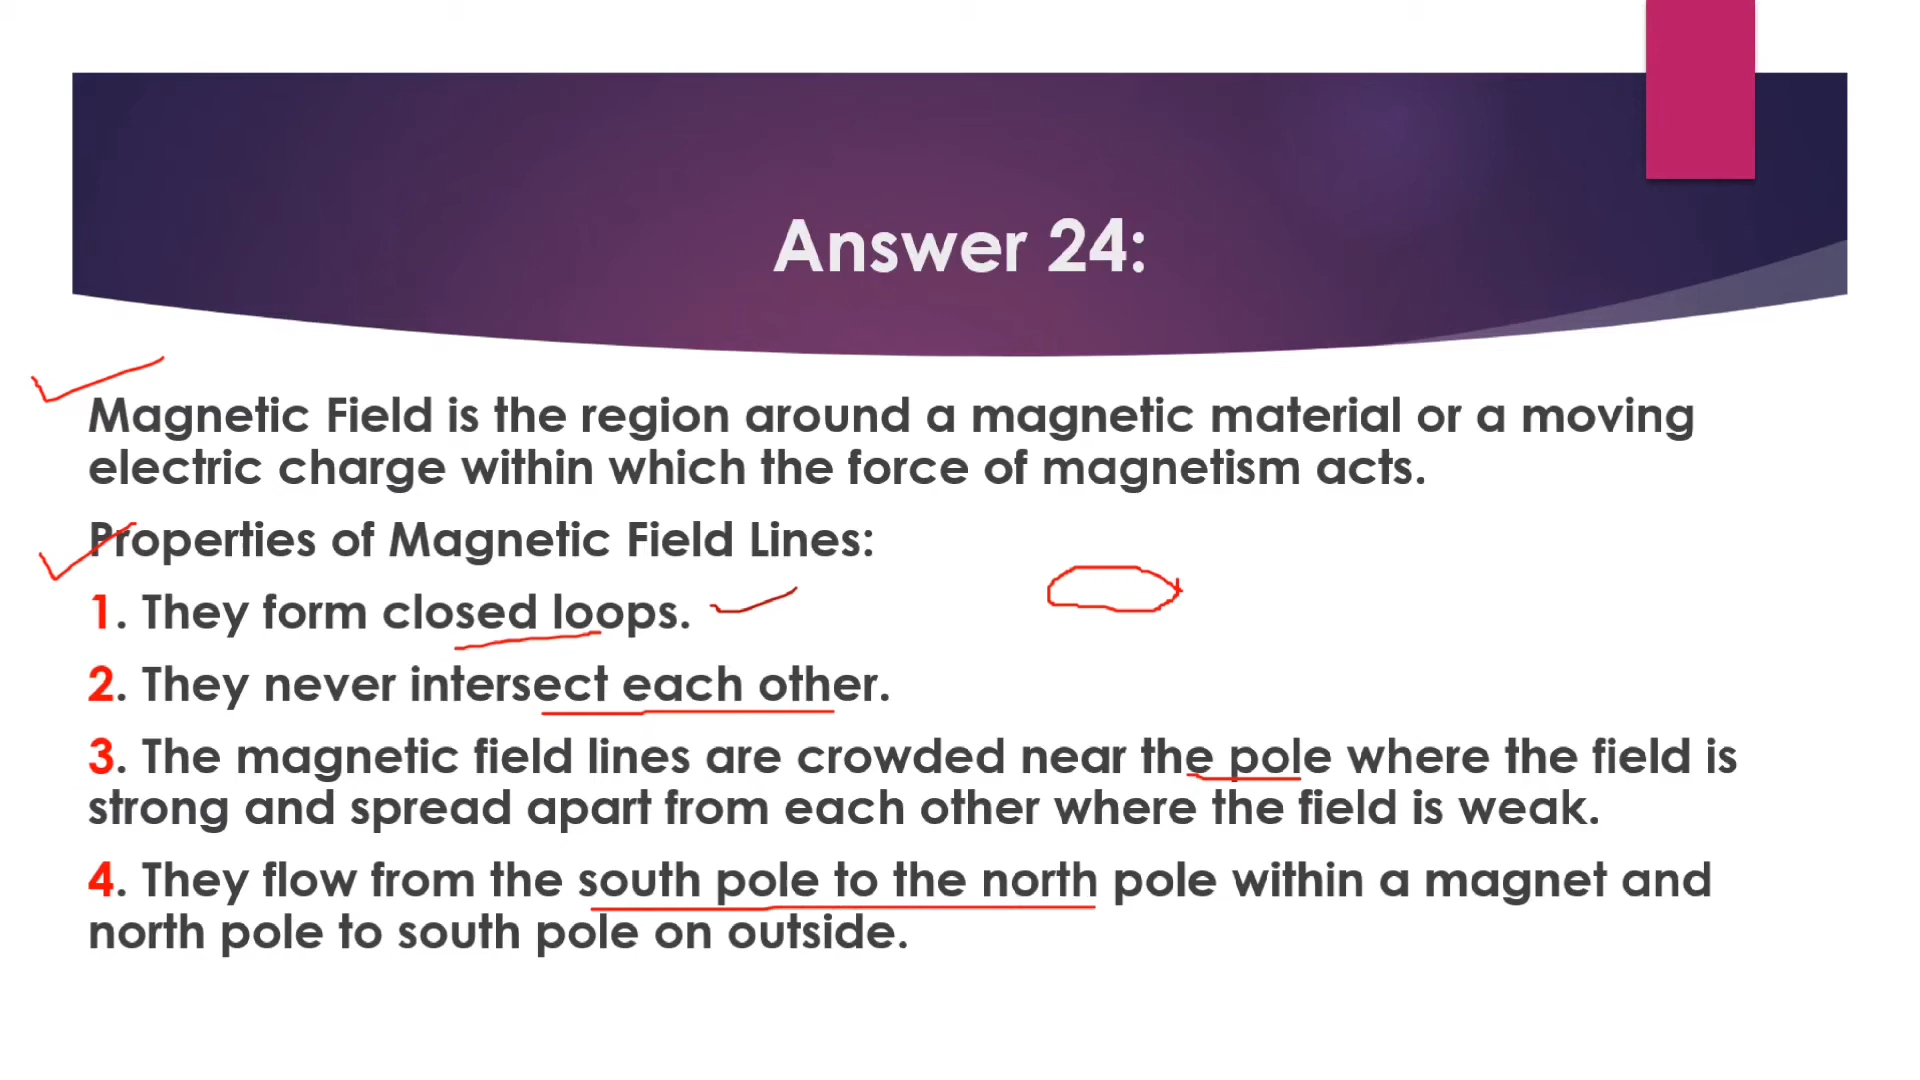 Answer 24:
Magnetic Field is the region around a magnetic material or a moving
electric charge within which the force of magnetism acts.
Properties of Magnetic Field Lines:
1. They form closed loops.
2. They never intersect each other.
3. The magnetic field lines are crowded near the pole where the field is
strong and spread apart from each other where the field is weak.
4. They flow from the south pole to the north pole within a magnet and
north pole to south pole on outside.